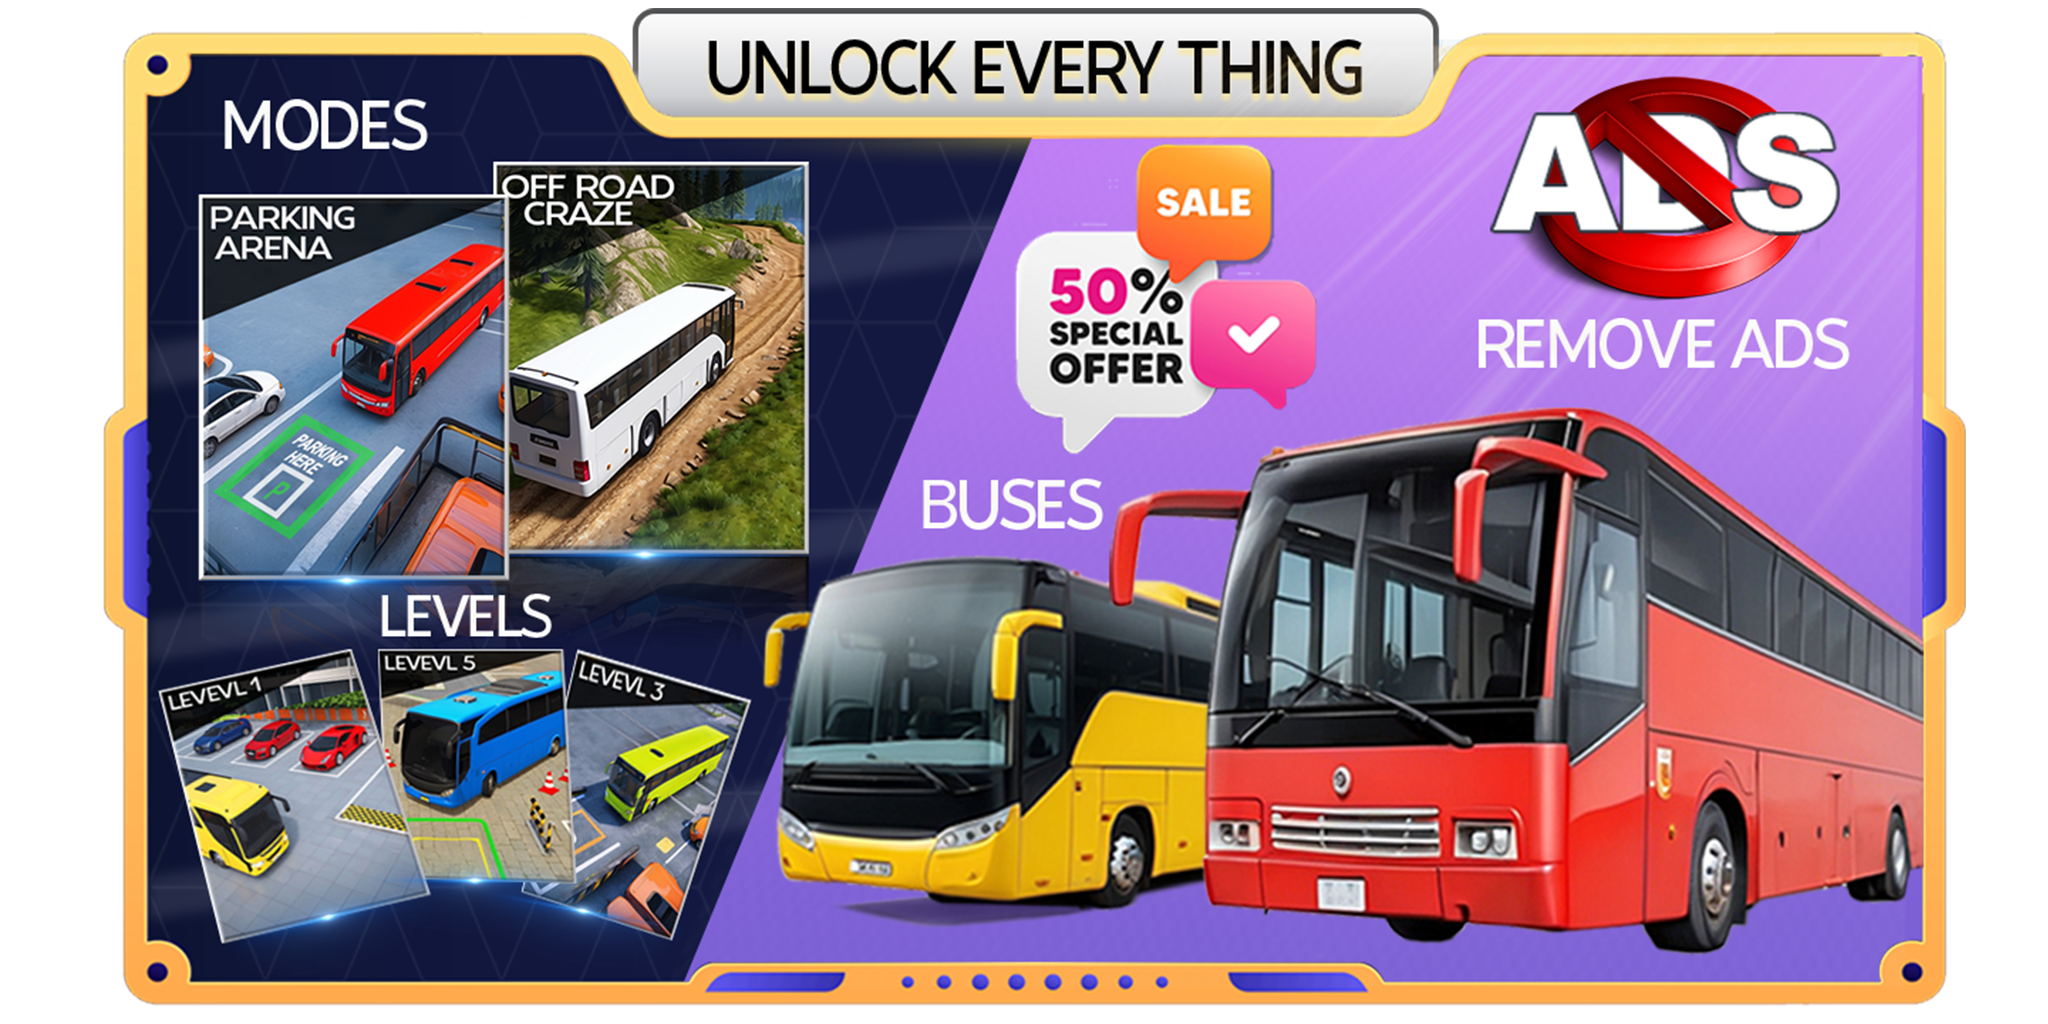 UNLOCK EVERY THING
MODES
PARKING
ARENA
OFF ROAD
CRAZE
PARKING
HERE
P
LEVELS
LEVEVL 1
LEVEVL 5
LEVEVL 3
SALE
50%
SPECIAL
OFFER
ADS
REMOVE ADS
BUSES